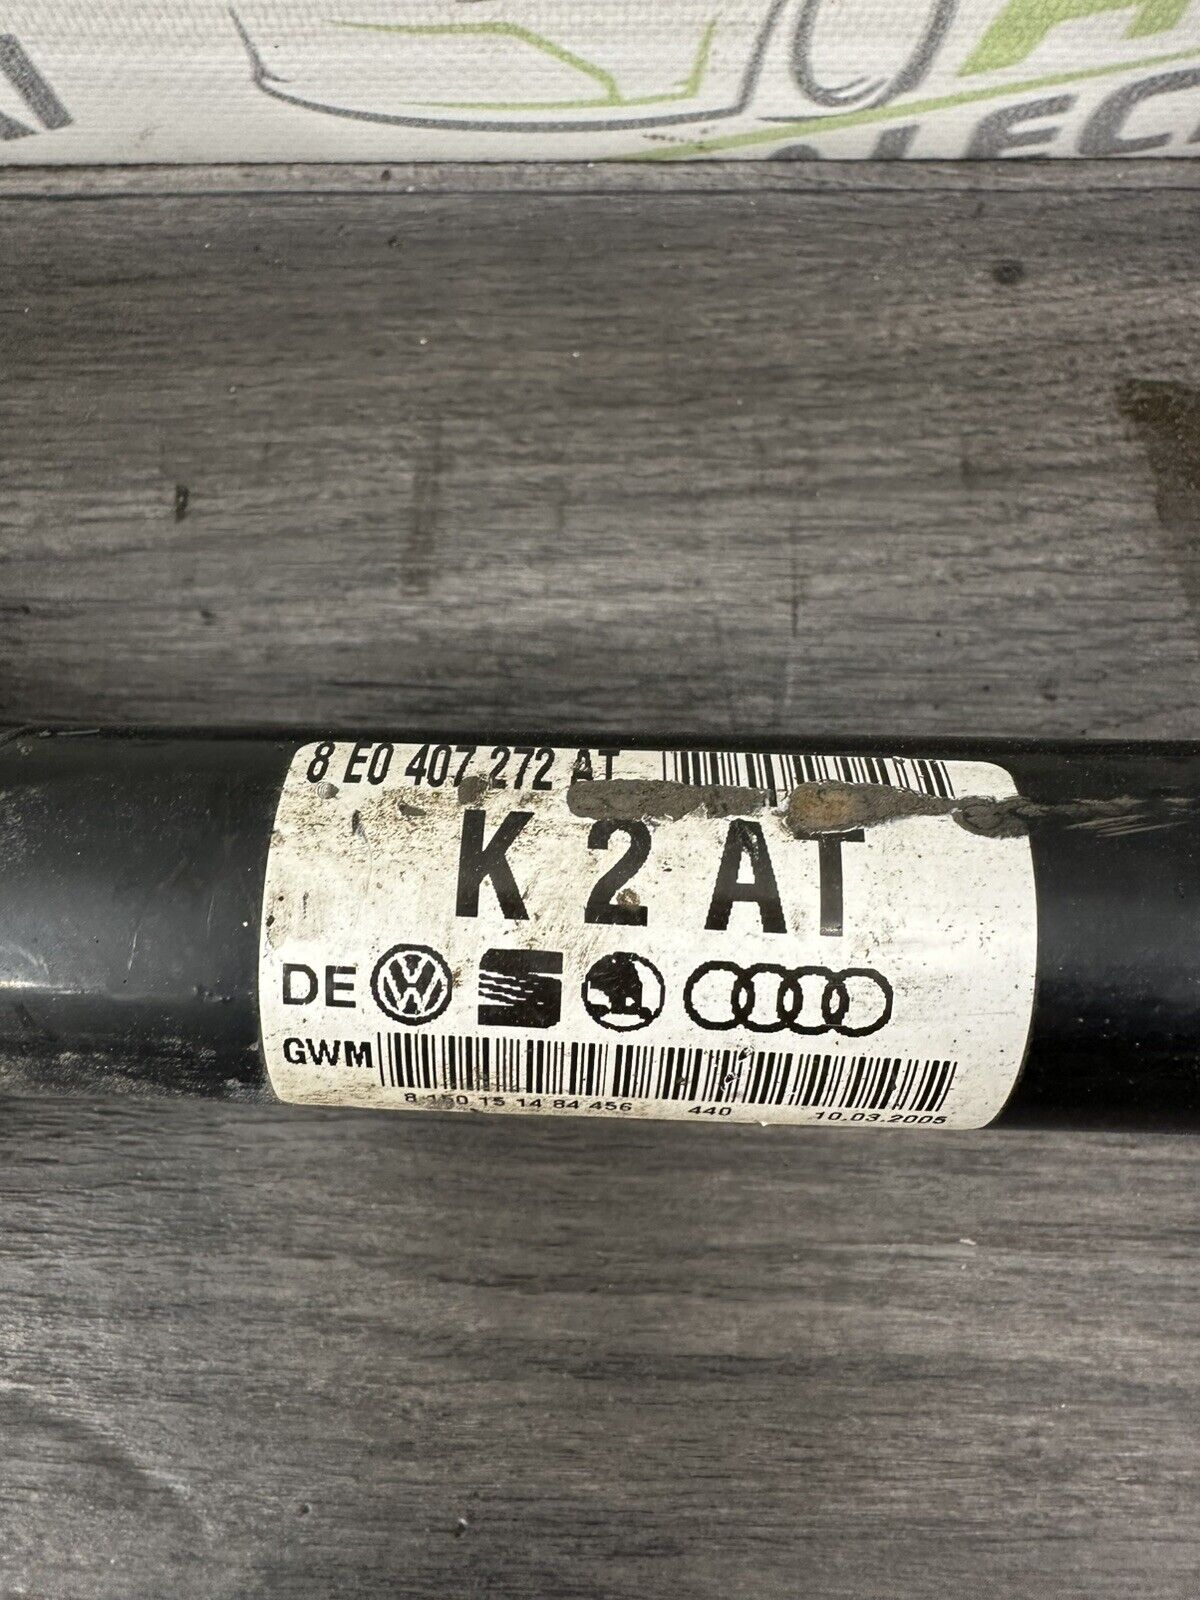 8 E0 407 272 AT
K 2 AT
DE
GWM
8 150 15 14 84 456 440 10.03.2005